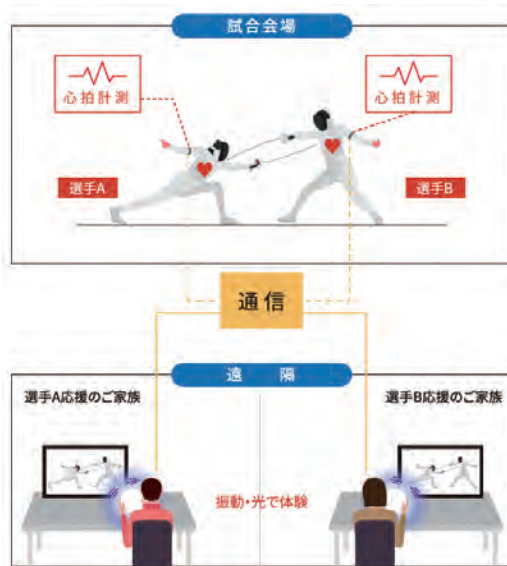 試合会場
心拍計測
心拍計測
選手A
選手B
通信
遠隔
選手A応援のご家族
選手B応援のご家族
振動・光で体験